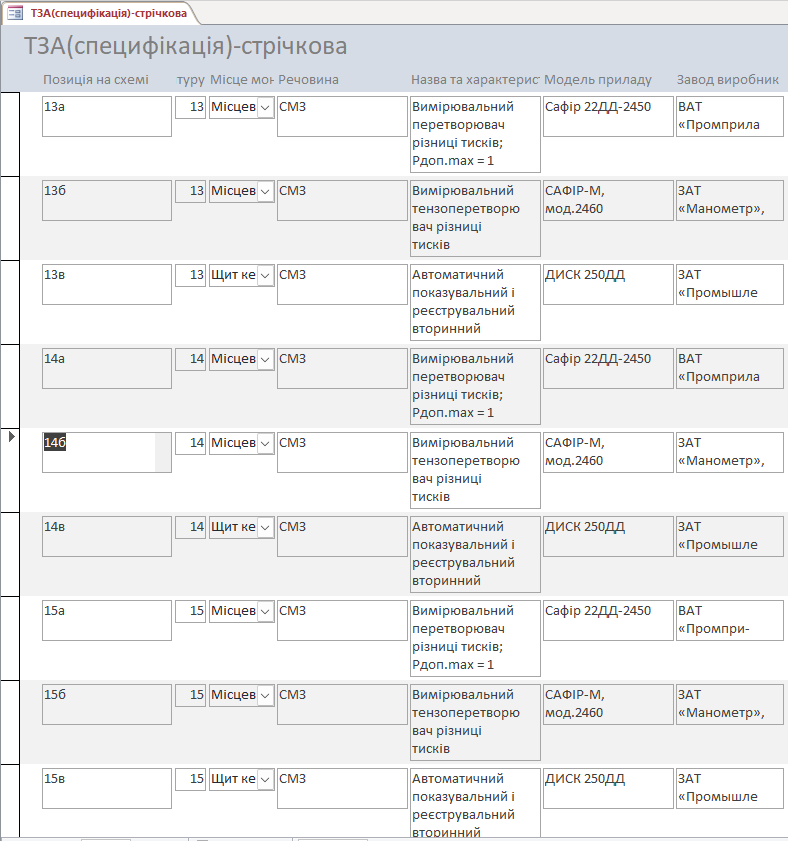 ТЗА(специфікація)-стрічкова
ТЗА(специфікація)-стрічкова
Позиція на схемі туру Місце мон Речовина Назва та характерист Модель приладу Завод виробник
13а 13 Місцев СМЗ Вимірювальний Сафір 22ДД-2450 ВАТ
перетворювач «Промприла
різниці тисків;
Рдоп.max = 1
13б 13 Місцев СМЗ Вимірювальний САФІР-М, ЗАТ
тензоперетворю мод.2460 «Манометр»,
вач різниці
тисків
13в 13 Щит ке СМЗ Автоматичний ДИСК 250ДД ЗАТ
показувальний і «Промышле
реєструвальний
вторинний
14а 14 Місцев СМЗ Вимірювальний Сафір 22ДД-2450 ВАТ
перетворювач «Промприла
різниці тисків;
Рдоп.max = 1
14б 14 Місцев СМЗ Вимірювальний САФІР-М, ЗАТ
тензоперетворю мод.2460 «Манометр»,
вач різниці
тисків
14в 14 Щит ке СМЗ Автоматичний ДИСК 250ДД ЗАТ
показувальний і «Промышле
реєструвальний
вторинний
15а 15 Місцев СМЗ Вимірювальний Сафір 22ДД-2450 ВАТ
перетворювач «Промпри-
різниці тисків;
Рдоп.max = 1
15б 15 Місцев СМЗ Вимірювальний САФІР-М, ЗАТ
тензоперетворю мод.2460 «Манометр»,
вач різниці
тисків
15в 15 Щит ке СМЗ Автоматичний ДИСК 250ДД ЗАТ
показувальний і «Промышле
реєструвальний
вторинний